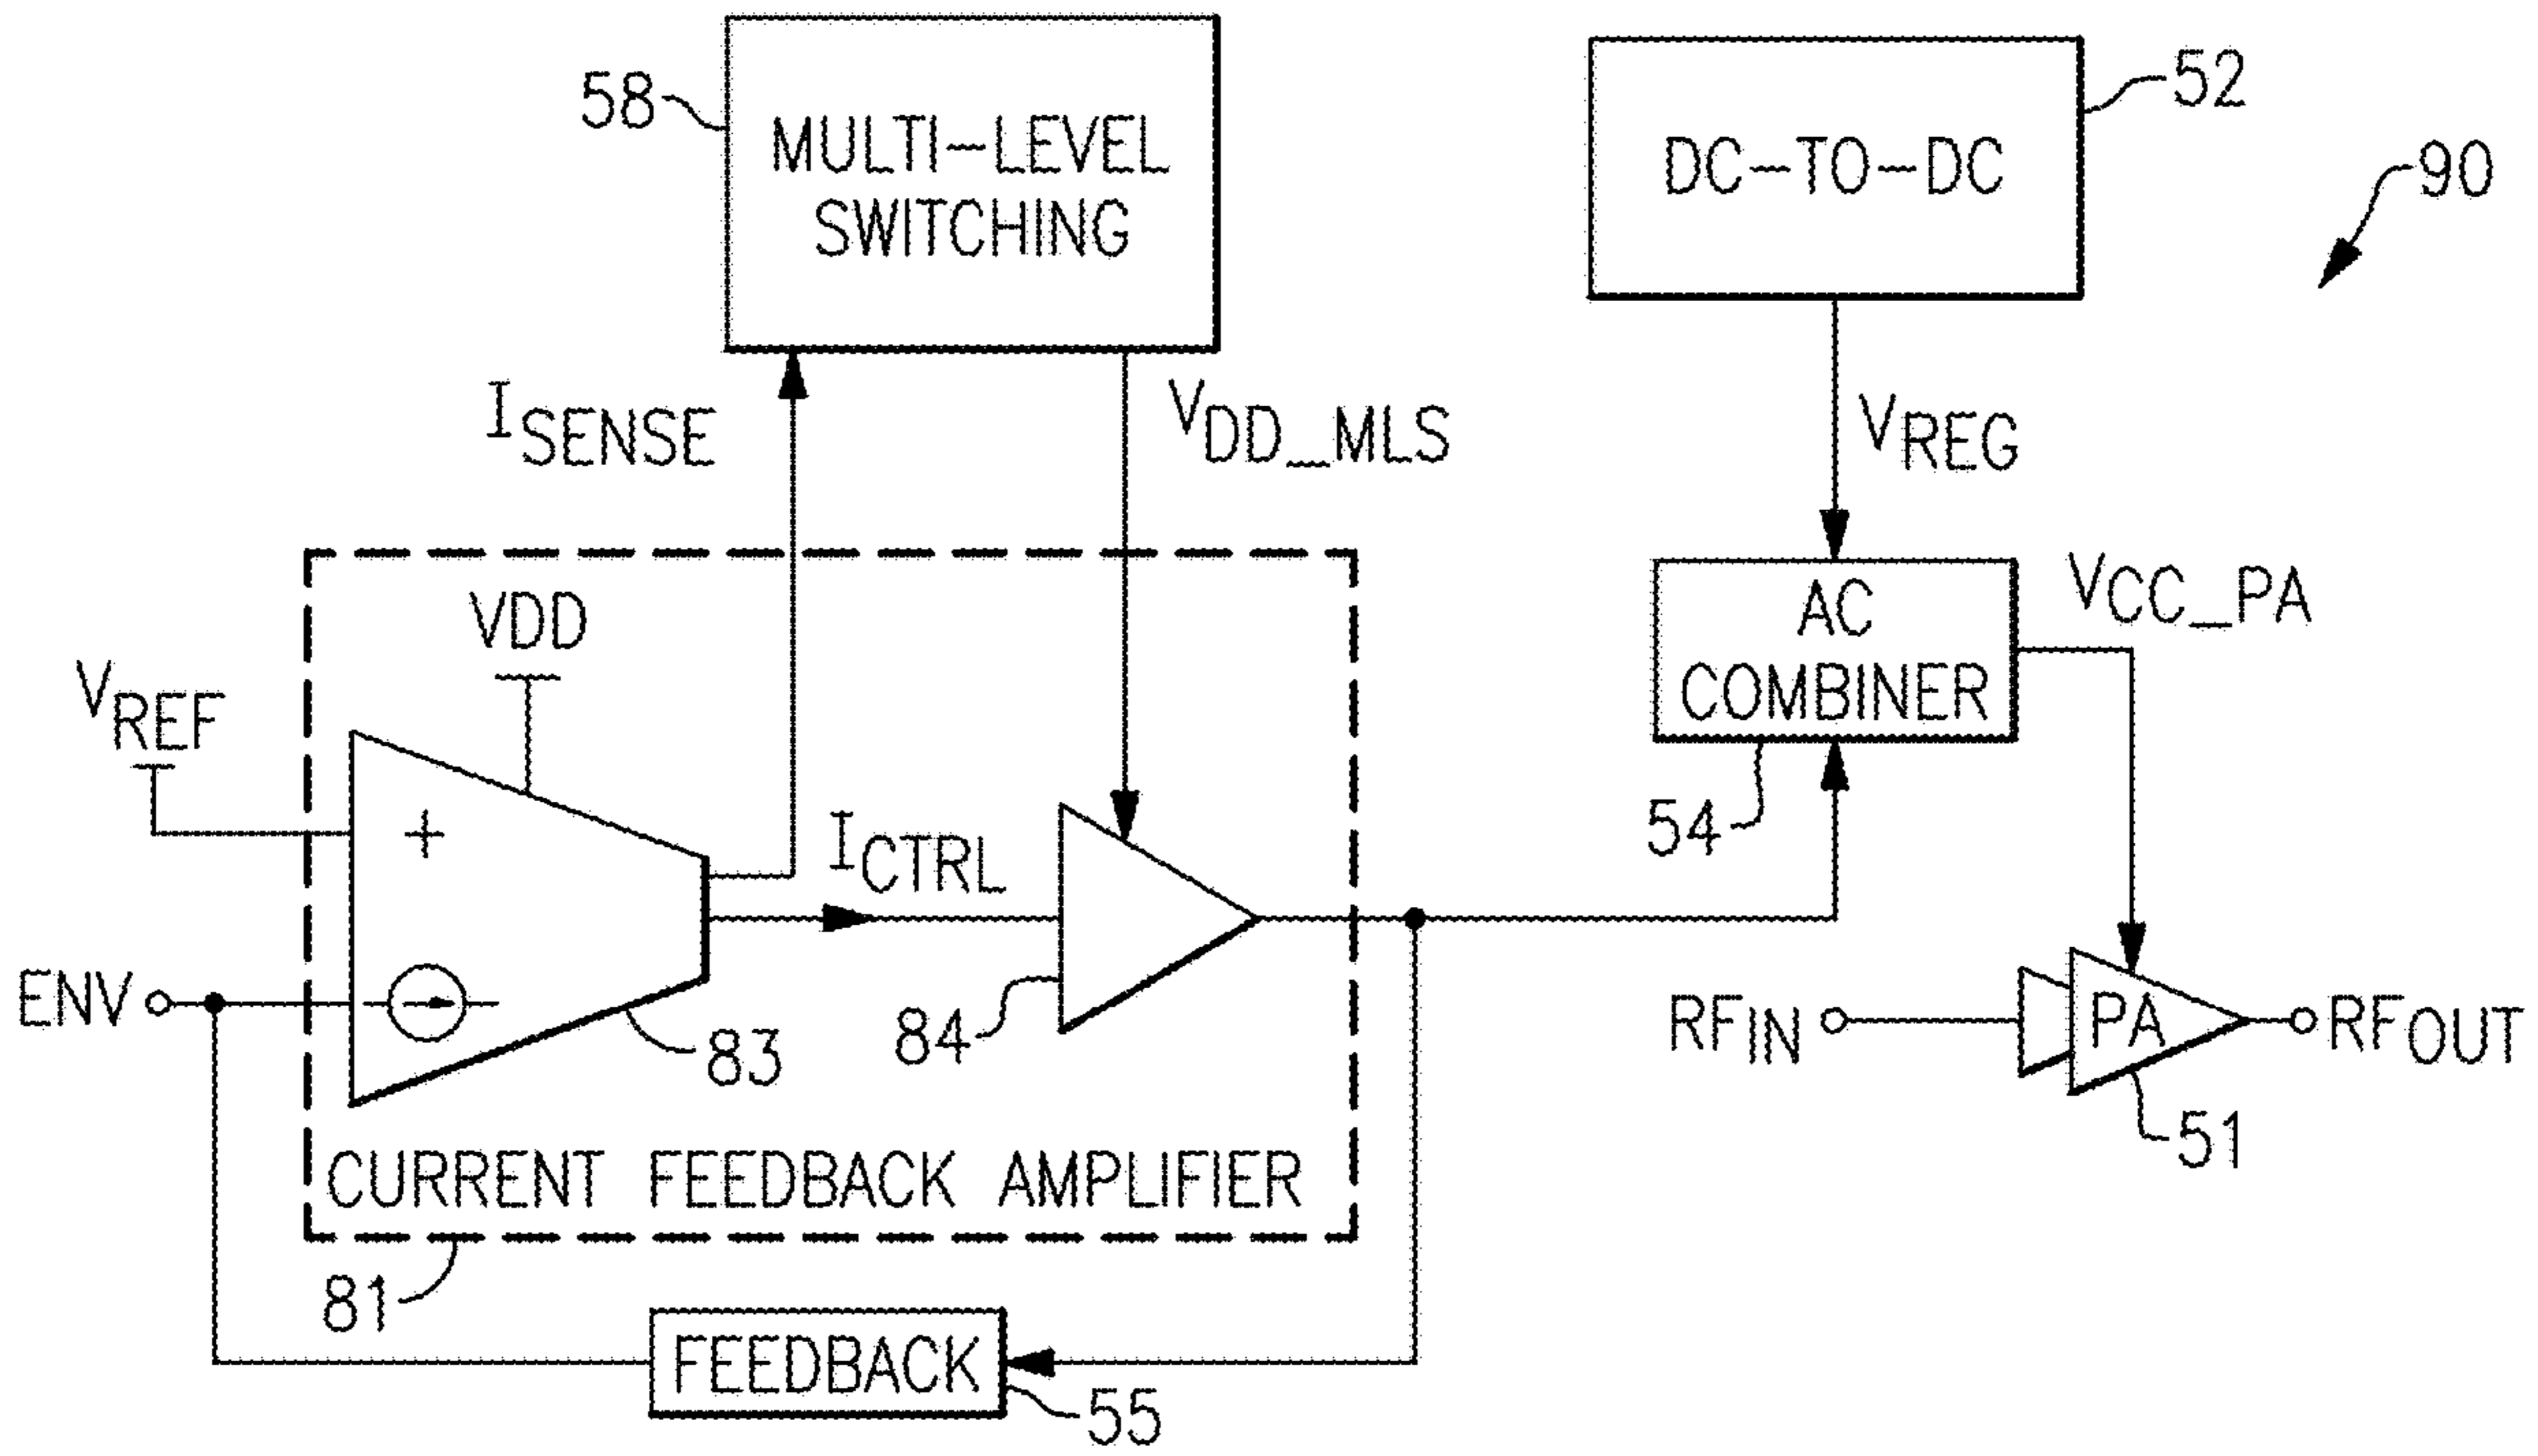 58
MULTI-LEVEL
SWITCHING
DC-TO-DC
52
90
ISENSE
VDD_MLS
VREG
VDD
VREF
AC
COMBINER
VCC_PA
54
+
ICTRL
ENV
83
84
RFIN
PA
RFOUT
51
CURRENT FEEDBACK AMPLIFIER
81
FEEDBACK
55